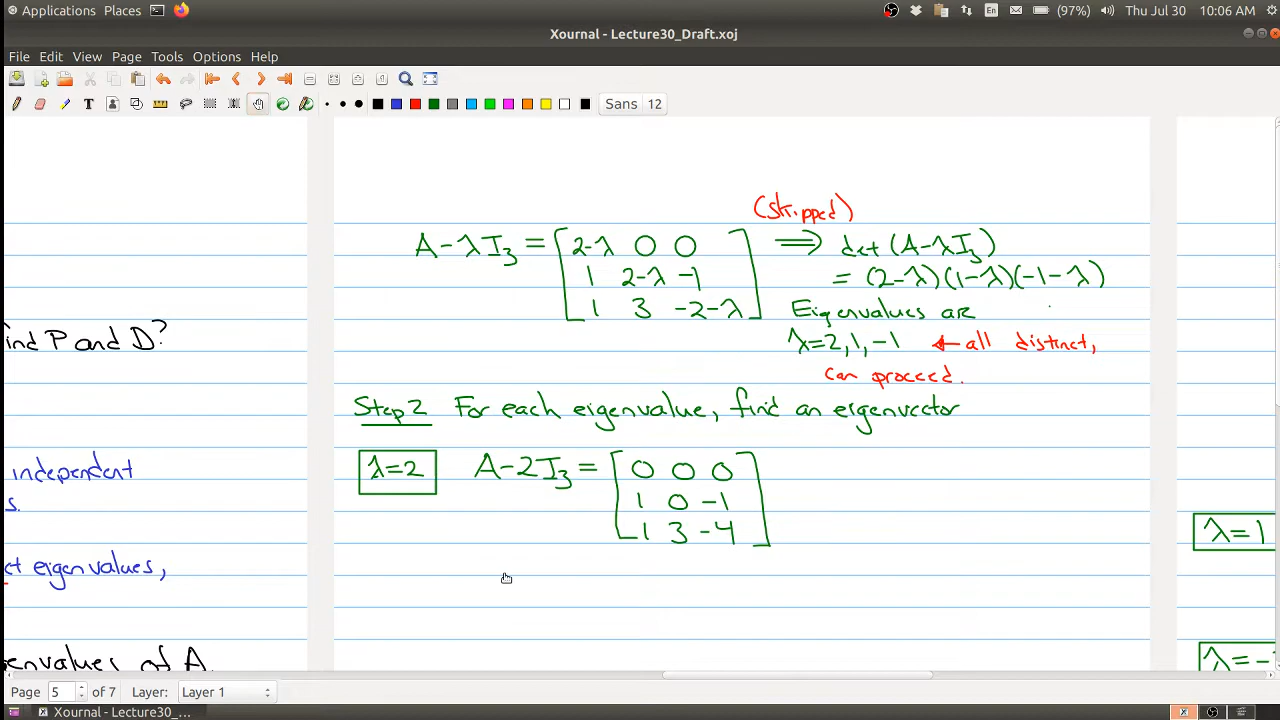 Applications Places En (97%) Thu Jul 30 10:06 AM
Xournal - Lecture30_Draft.xoj
File Edit View Page Tools Options Help
Sans 12
(skipped)
A-λI₃ = [2-λ 0 0 ⟹ det (A-λI₃)
1 2-λ -1 = (2-λ)(1-λ)(-1-λ)
1 3 -2-λ] Eigenvalues are
ind P and D?
λ=2,1,-1 ← all distinct,
can proceed.
Step 2 For each eigenvalue, find an eigenvector
independent
λ=2 A-2I₃ = [0 0 0
s.
1 0 -1
1 3 -4]
λ=1
ct eigenvalues,
envalues of A
λ=-
Page 5 of 7 Layer: Layer 1
Xournal - Lecture30_...